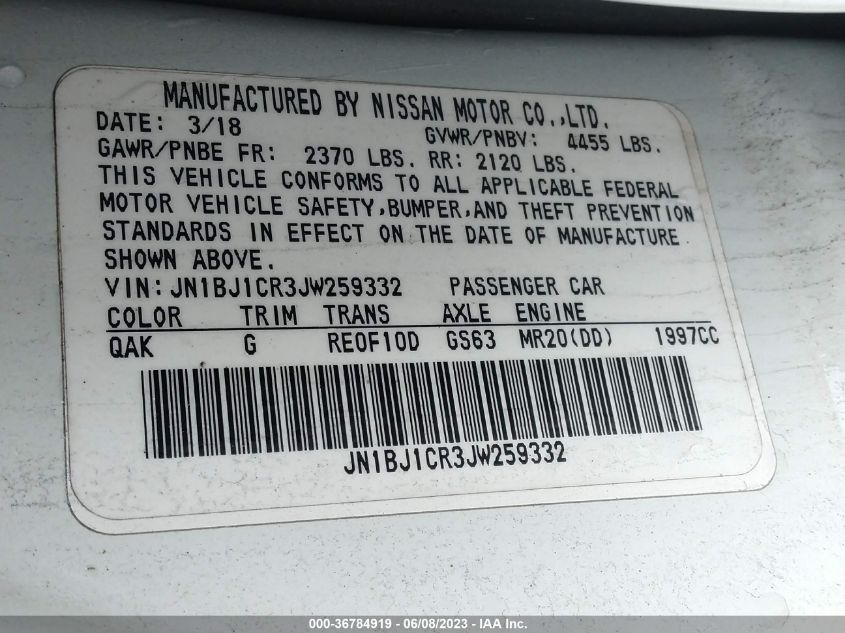 MANUFACTURED BY NISSAN MOTOR CO.,LTD.
DATE: 3/18 GVWR/PNBV: 4455 LBS.
GAWR/PNBE FR: 2370 LBS. RR: 2120 LBS.
THIS VEHICLE CONFORMS TO ALL APPLICABLE FEDERAL
MOTOR VEHICLE SAFETY,BUMPER,AND THEFT PREVENTION
STANDARDS IN EFFECT ON THE DATE OF MANUFACTURE
SHOWN ABOVE.
VIN: JN1BJ1CR3JW259332 PASSENGER CAR
COLOR TRIM TRANS AXLE ENGINE
QAK G RE0F10D GS63 MR20(DD) 1997CC
JN1BJ1CR3JW259332
000-36784919 - 06/08/2023 - IAA Inc.